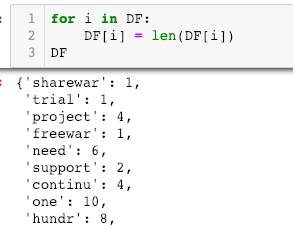 1 for i in DF:
2     DF[i] = len(DF[i])
3 DF
{'sharewar': 1,
 'trial': 1,
 'project': 4,
 'freewar': 1,
 'need': 6,
 'support': 2,
 'continu': 4,
 'one': 10,
 'hundr': 8,